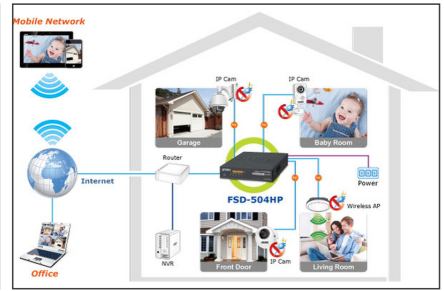 Mobile Network
IP Cam
IP Cam
Garage
Baby Room
Router
Internet
FSD-504HP
Power
Wireless AP
Office
NVR
Front Door
IP Cam
Living Room